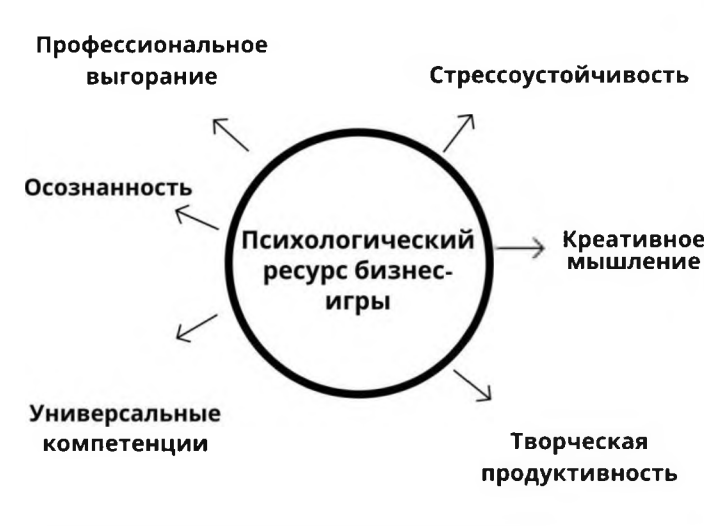 Профессиональное
выгорание
Стрессоустойчивость
Осознанность
Психологический
ресурс бизнес-
игры
Креативное
мышление
Универсальные
компетенции
Творческая
продуктивность